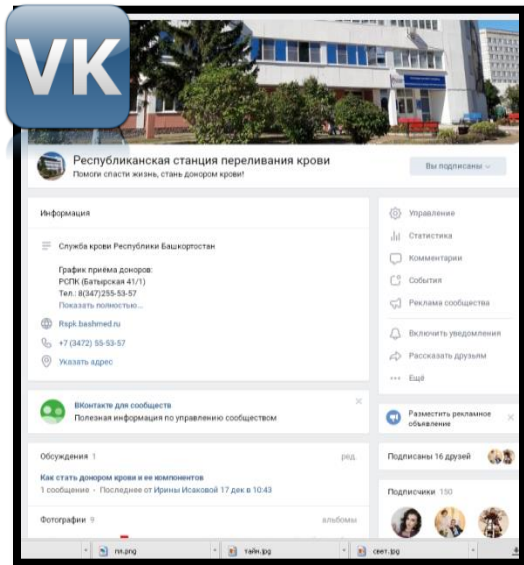 VK
Республиканская станция переливания крови
Помоги спасти жизнь, стань донором крови!
Вы подписаны
Информация
Служба крови Республики Башкортостан
График приёма доноров:
РСПК (Батырская 41/1)
Тел.: 8(347)255-53-57
Показать полностью...
Rspk.bashmed.ru
+7 (3472) 55-53-57
Указать адрес
ВКонтакте для сообществ
Полезная информация по управлению сообществом
Обсуждения 1
ред.
Как стать донором крови и ее компонентов
1 сообщение · Последнее от Ирины Исаковой 17 дек в 10:43
Фотографии 9
альбомы
Управление
Статистика
Комментарии
События
Реклама сообщества
Включить уведомления
Рассказать друзьям
Ещё
Разместить рекламное
объявление
Подписаны 16 друзей
Подписчики 150
пл.png
тайн.jpg
свет.jpg